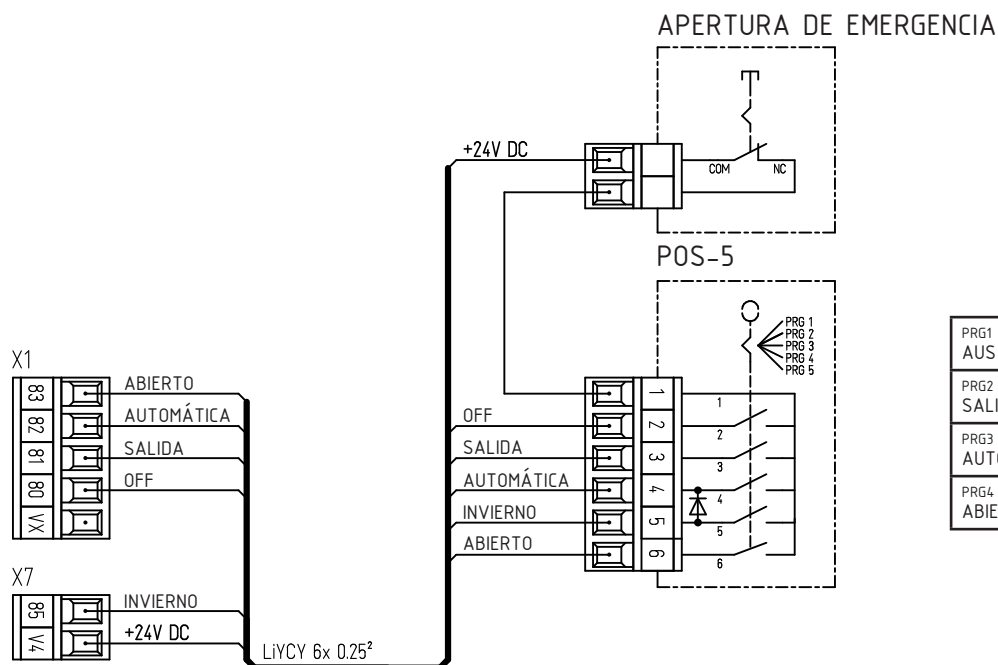 APERTURA DE EMERGENCIA
+24V DC
COM
NC
POS-5
PRG 1
PRG 2
PRG 3
PRG 4
PRG 5
X1
83
82
81
80
VX
ABIERTO
AUTOMÁTICA
SALIDA
OFF
X7
85
V4
INVIERNO
+24V DC
LiYCY 6x 0.25²
OFF
SALIDA
AUTOMÁTICA
INVIERNO
ABIERTO
1
2
3
4
5
6
1
2
3
4
5
6
PRG1
AUS
PRG2
SALI
PRG3
AUTO
PRG4
ABIE